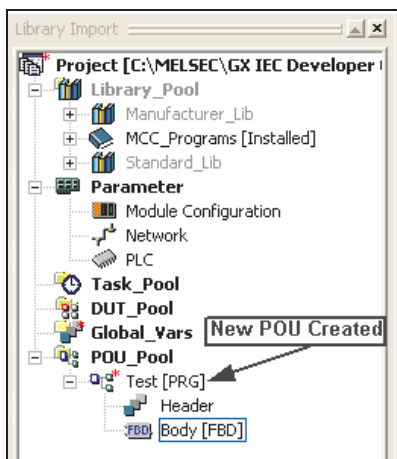 Library Import
Project [C:\MELSEC\GX IEC Developer
Library_Pool
Manufacturer_Lib
MCC_Programs [Installed]
Standard_Lib
Parameter
Module Configuration
Network
PLC
Task_Pool
DUT_Pool
Global_Vars
New POU Created
POU_Pool
Test [PRG]
Header
FBD Body [FBD]